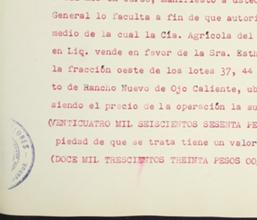 General lo faculta a fin de que autori
medio de la cual la Cía. Agrícola del
en Liq. vende en favor de la Sra. Esth
la fracción oeste de los lotes 37, 44
to de Rancho Nuevo de Ojo Caliente, ub
siendo el precio de la operación la su
(VENTICUATRO MIL SEISCIENTOS SESENTA PE
piedad de que se trata tiene un valor
(DOCE MIL TRESCIENTOS TREINTA PESOS 00